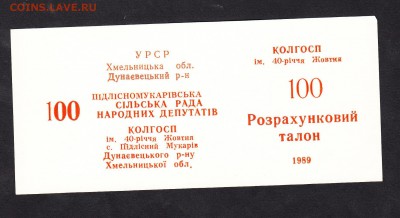 COINS.LAVE.RU
УРСР
Хмельницька обл.
Дунаєвецький р-н
100
ПІДЛІСНОМУКАРІВСЬКА
СІЛЬСЬКА РАДА
НАРОДНИХ ДЕПУТАТІВ
КОЛГОСП
ім. 40-річчя Жовтня
с. Підлісний Мукарів
Дунаєвецького р-ну
Хмельницької обл.
КОЛГОСП
ім. 40-річчя Жовтня
100
Розрахунковий
талон
1989